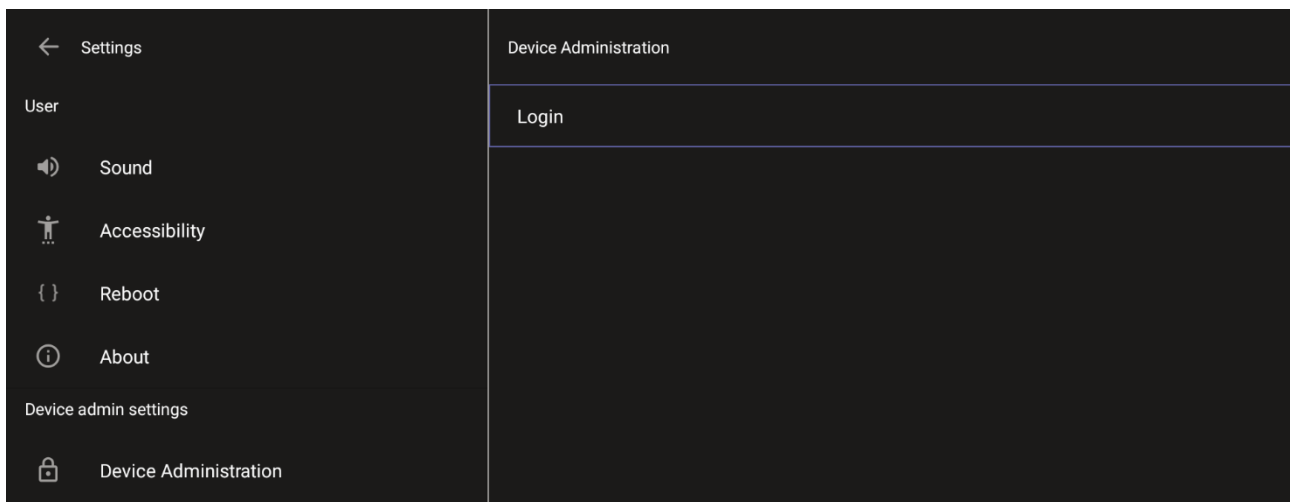 Settings
User
Sound
Accessibility
Reboot
About
Device admin settings
Device Administration
Device Administration
Login